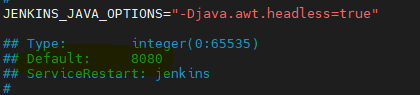 #
JENKINS_JAVA_OPTIONS="-Djava.awt.headless=true"
## Type:         integer(0:65535)
## Default:      8080
## ServiceRestart: jenkins
#